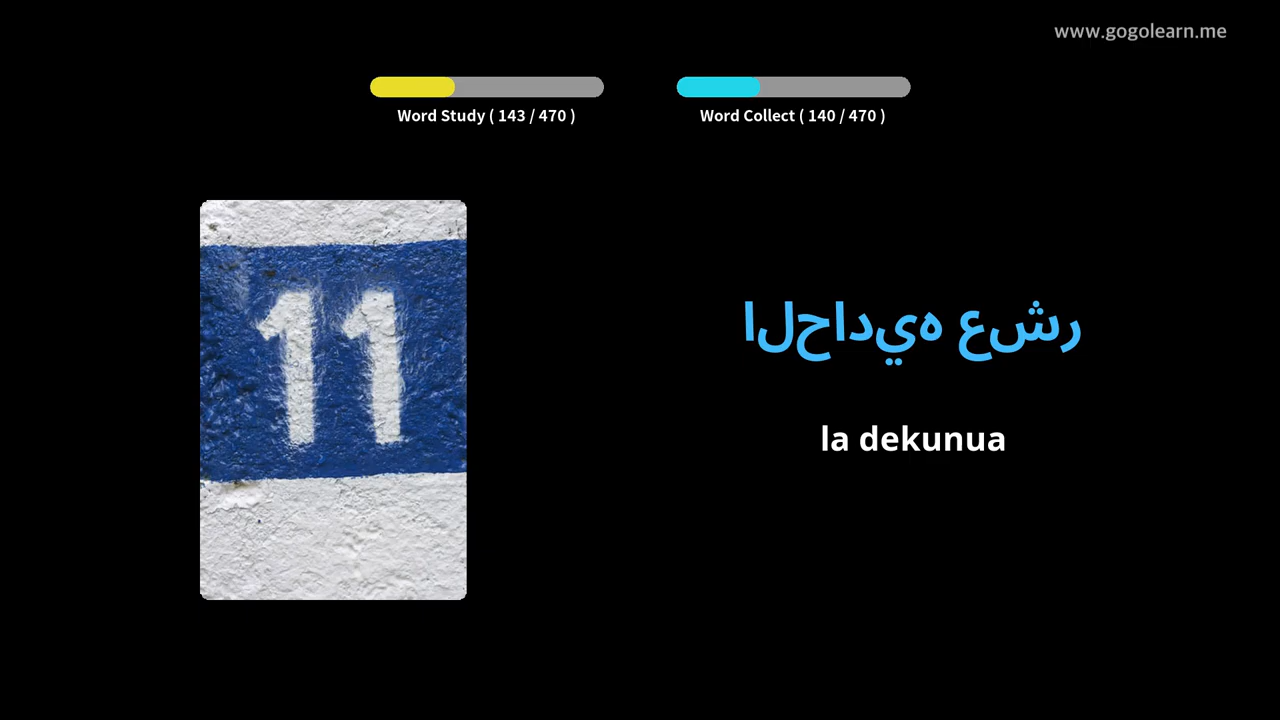 www.gogolearn.me
Word Study ( 143 / 470 )
Word Collect ( 140 / 470 )
11
الحاديه عشر
la dekunua